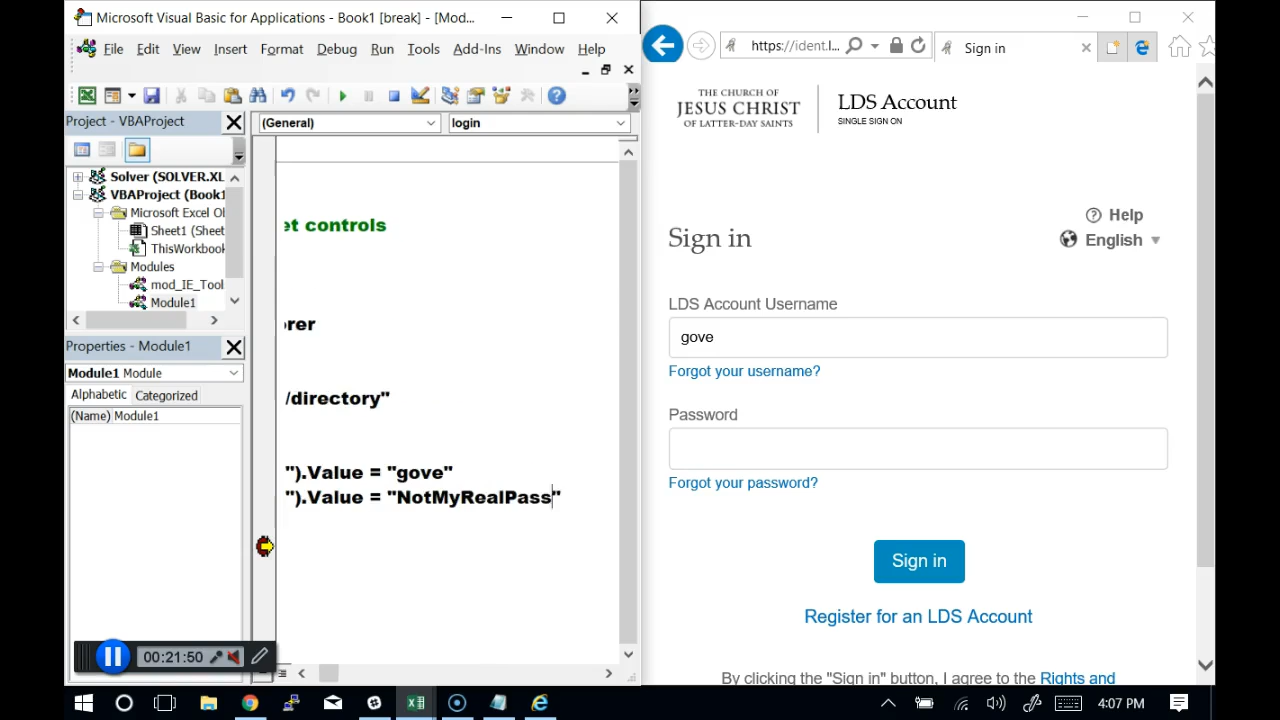 Microsoft Visual Basic for Applications - Book1 [break] - [Mod...
File Edit View Insert Format Debug Run Tools Add-Ins Window Help
Project - VBAProject
(General)
login
Solver (SOLVER.XL
VBAProject (Book1
Microsoft Excel Ol
Sheet1 (Sheet
ThisWorkbook
Modules
mod_IE_Tool
Module1
Properties - Module1
Module1 Module
Alphabetic Categorized
(Name) Module1
et controls
rer
/directory"
").Value = "gove"
").Value = "NotMyRealPass"
00:21:50
https://ident.l...
Sign in
THE CHURCH OF
JESUS CHRIST
OF LATTER-DAY SAINTS
LDS Account
SINGLE SIGN ON
Help
Sign in
English
LDS Account Username
gove
Forgot your username?
Password
Forgot your password?
Sign in
Register for an LDS Account
By clicking the "Sign in" button, I agree to the Rights and
4:07 PM